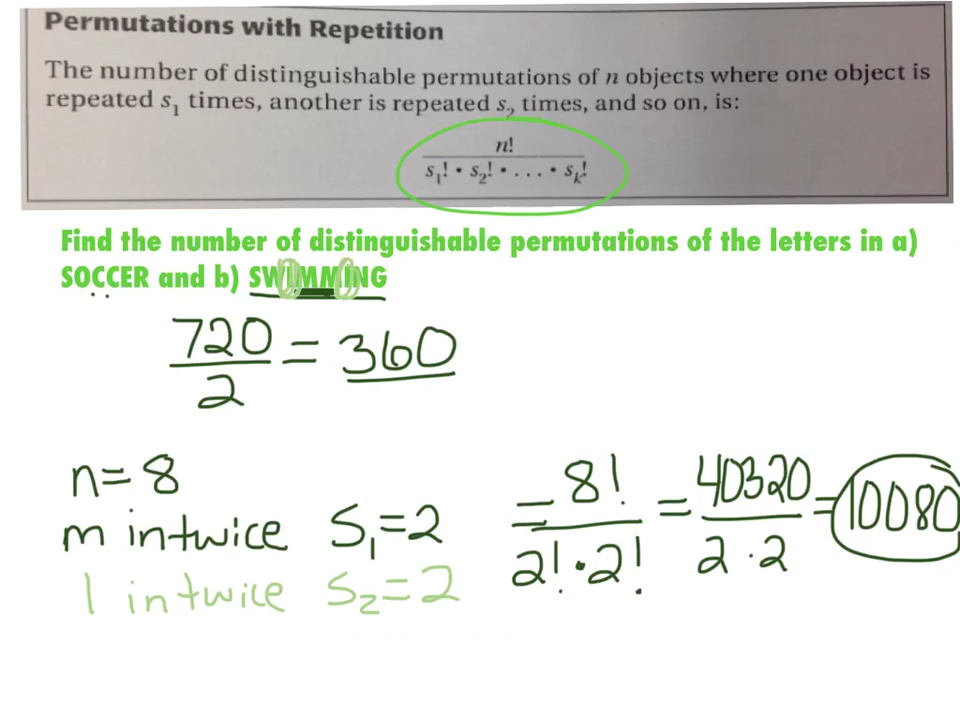 Permutations with Repetition
The number of distinguishable permutations of n objects where one object is
repeated s₁ times, another is repeated s₂ times, and so on, is:
n!
s₁! • s₂! • . . . • sₖ!
Find the number of distinguishable permutations of the letters in a)
SOCCER and b) SWIMMING
720/2 = 360
n=8
m in twice S₁=2
I in twice S₂=2
= 8!/2!·2! = 40320/2·2 = 10080